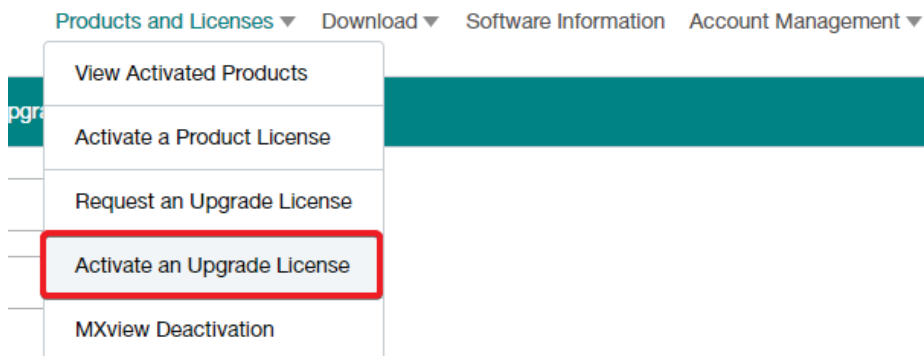 Products and Licenses ▼ Download ▼ Software Information Account Management ▼
View Activated Products
pgra
Activate a Product License
Request an Upgrade License
Activate an Upgrade License
MXview Deactivation